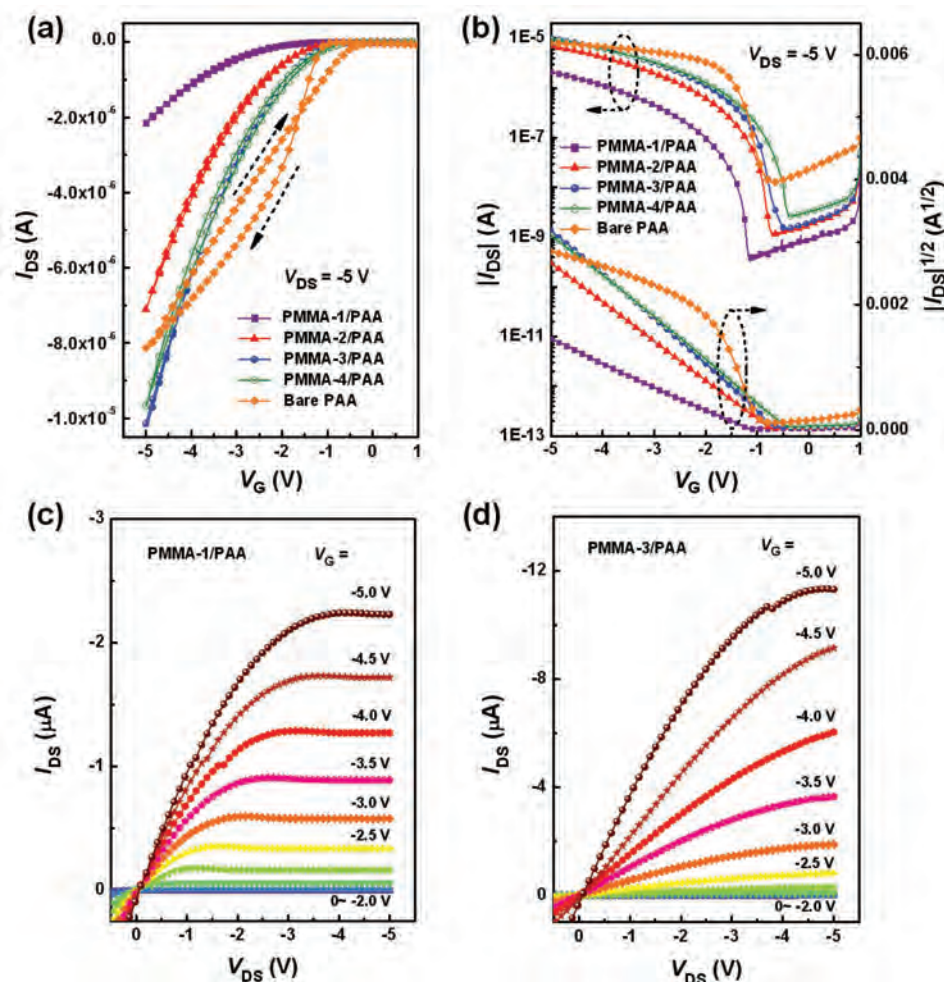 (a)
0.0
-2.0x10⁻⁶
-4.0x10⁻⁶
-6.0x10⁻⁶
-8.0x10⁻⁶
-1.0x10⁻⁵
I_DS (A)
V_DS = -5 V
PMMA-1/PAA
PMMA-2/PAA
PMMA-3/PAA
PMMA-4/PAA
Bare PAA
-5 -4 -3 -2 -1 0 1
V_G (V)
(b)
1E-5
1E-7
1E-9
1E-11
1E-13
|I_DS| (A)
V_DS = -5 V
PMMA-1/PAA
PMMA-2/PAA
PMMA-3/PAA
PMMA-4/PAA
Bare PAA
0.006
0.004
0.002
0.000
|I_DS|^1/2 (A^1/2)
-5 -4 -3 -2 -1 0 1
V_G (V)
(c)
-3
-2
-1
0
I_DS (μA)
PMMA-1/PAA
V_G =
-5.0 V
-4.5 V
-4.0 V
-3.5 V
-3.0 V
-2.5 V
0~ -2.0 V
0 -1 -2 -3 -4 -5
V_DS (V)
(d)
-12
-8
-4
0
I_DS (μA)
PMMA-3/PAA
V_G =
-5.0 V
-4.5 V
-4.0 V
-3.5 V
-3.0 V
-2.5 V
0~ -2.0 V
0 -1 -2 -3 -4 -5
V_DS (V)